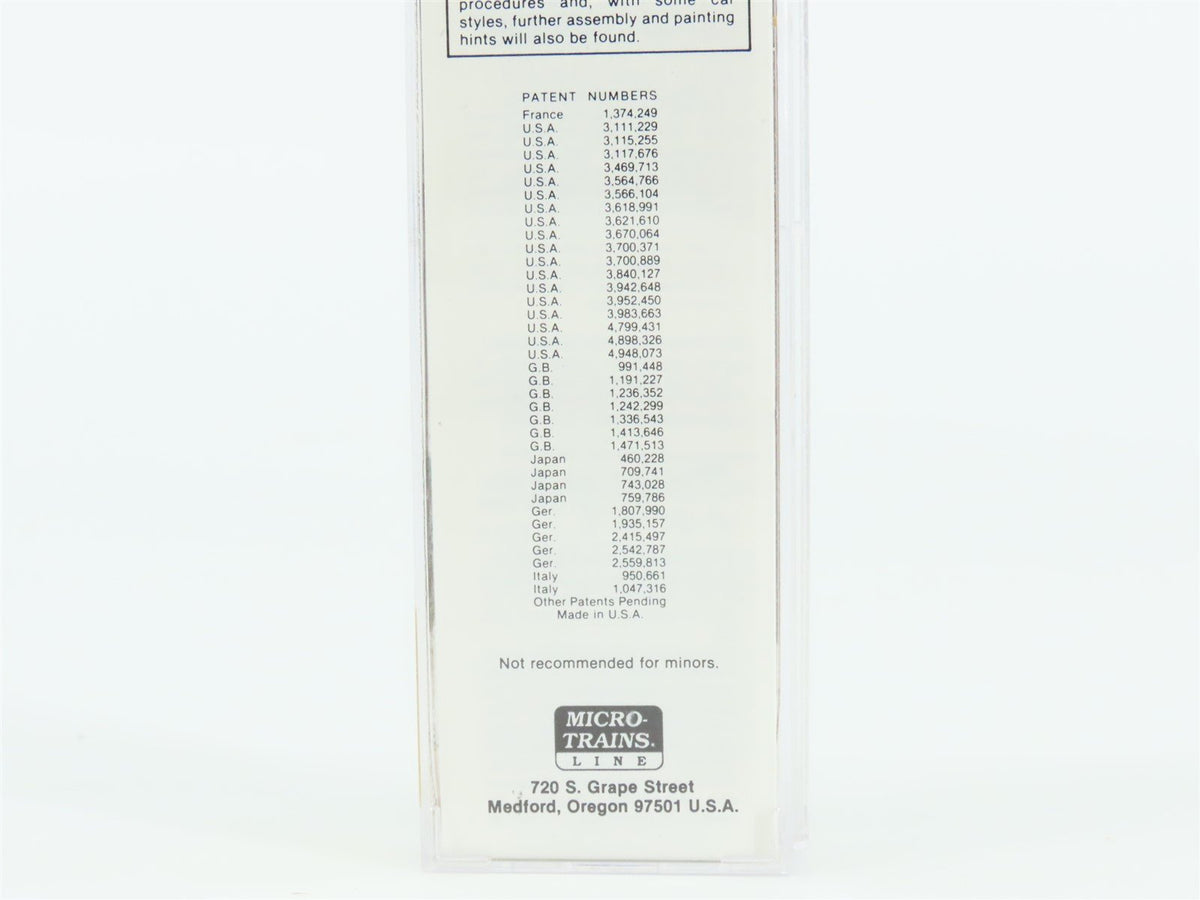 procedures and, with some car
styles, further assembly and painting
hints will also be found.
PATENT NUMBERS
France 1,374,249
U.S.A. 3,111,229
U.S.A. 3,115,255
U.S.A. 3,117,676
U.S.A. 3,469,713
U.S.A. 3,564,766
U.S.A. 3,566,104
U.S.A. 3,618,991
U.S.A. 3,621,610
U.S.A. 3,670,064
U.S.A. 3,700,371
U.S.A. 3,700,889
U.S.A. 3,840,127
U.S.A. 3,942,648
U.S.A. 3,952,450
U.S.A. 3,983,663
U.S.A. 4,799,431
U.S.A. 4,898,326
U.S.A. 4,948,073
G.B. 991,448
G.B. 1,191,227
G.B. 1,236,352
G.B. 1,242,299
G.B. 1,336,543
G.B. 1,413,646
G.B. 1,471,513
Japan 460,228
Japan 709,741
Japan 743,028
Japan 759,786
Ger. 1,807,990
Ger. 1,935,157
Ger. 2,415,497
Ger. 2,542,787
Ger. 2,559,813
Italy 950,661
Italy 1,047,316
Other Patents Pending
Made in U.S.A.
Not recommended for minors.
MICRO-
TRAINS®
LINE
720 S. Grape Street
Medford, Oregon 97501 U.S.A.